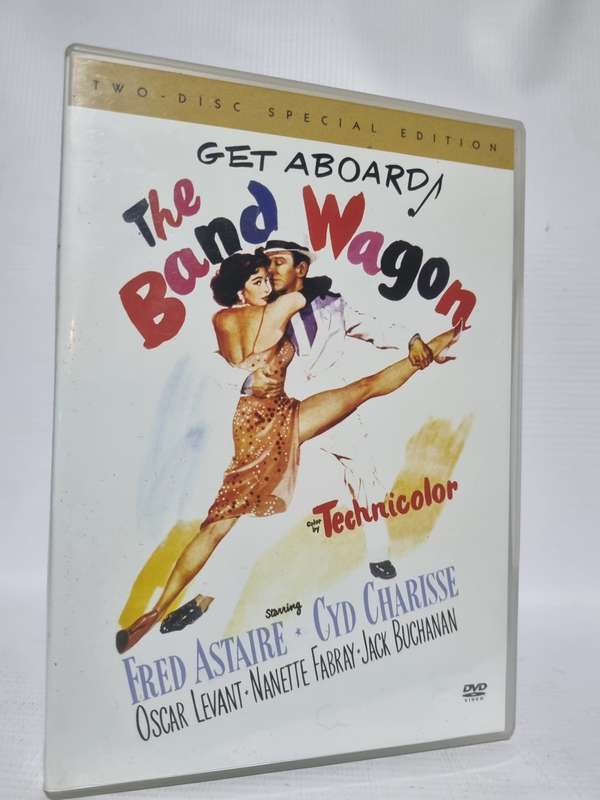 TWO-DISC SPECIAL EDITION
GET ABOARD
The
Band Wagon
Color by
Technicolor
Starring
FRED ASTAIRE * CYD CHARISSE
OSCAR LEVANT · NANETTE FABRAY · JACK BUCHANAN
DVD
VIDEO